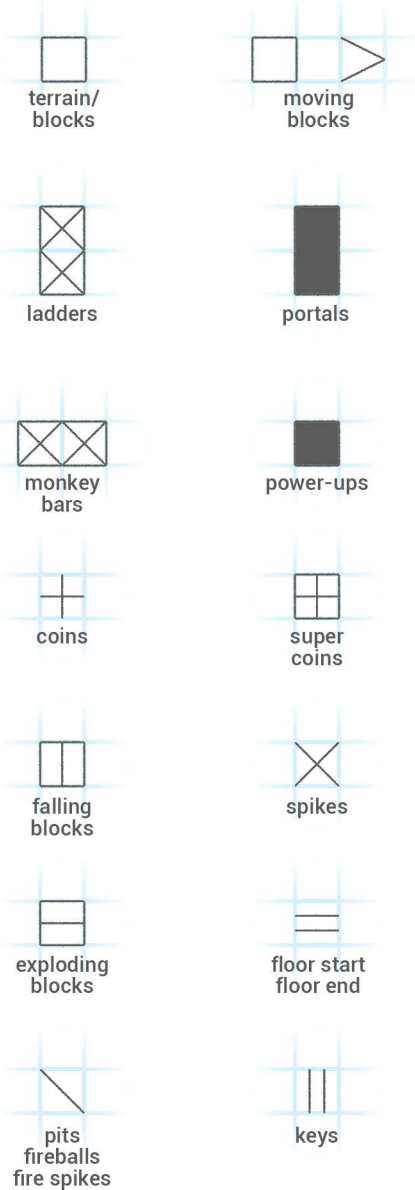 terrain/
blocks
moving
blocks
ladders
portals
monkey
bars
power-ups
coins
super
coins
falling
blocks
spikes
exploding
blocks
floor start
floor end
pits
fireballs
fire spikes
keys